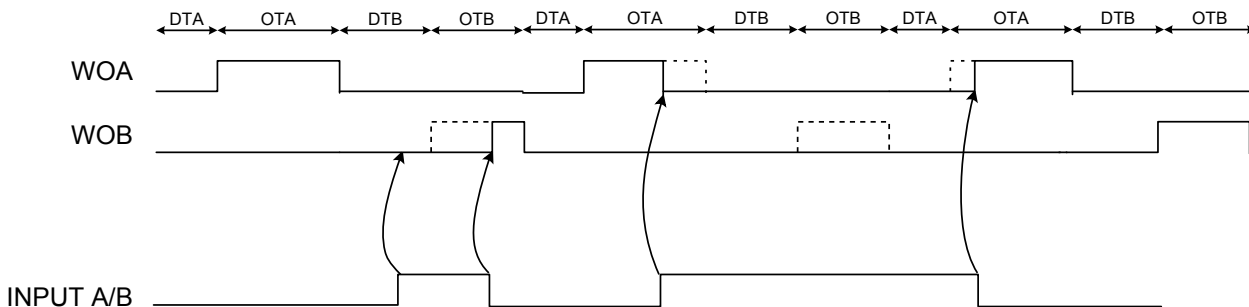 DTA OTA DTB OTB DTA OTA DTB OTB DTA OTA DTB OTB
WOA
WOB
INPUT A/B